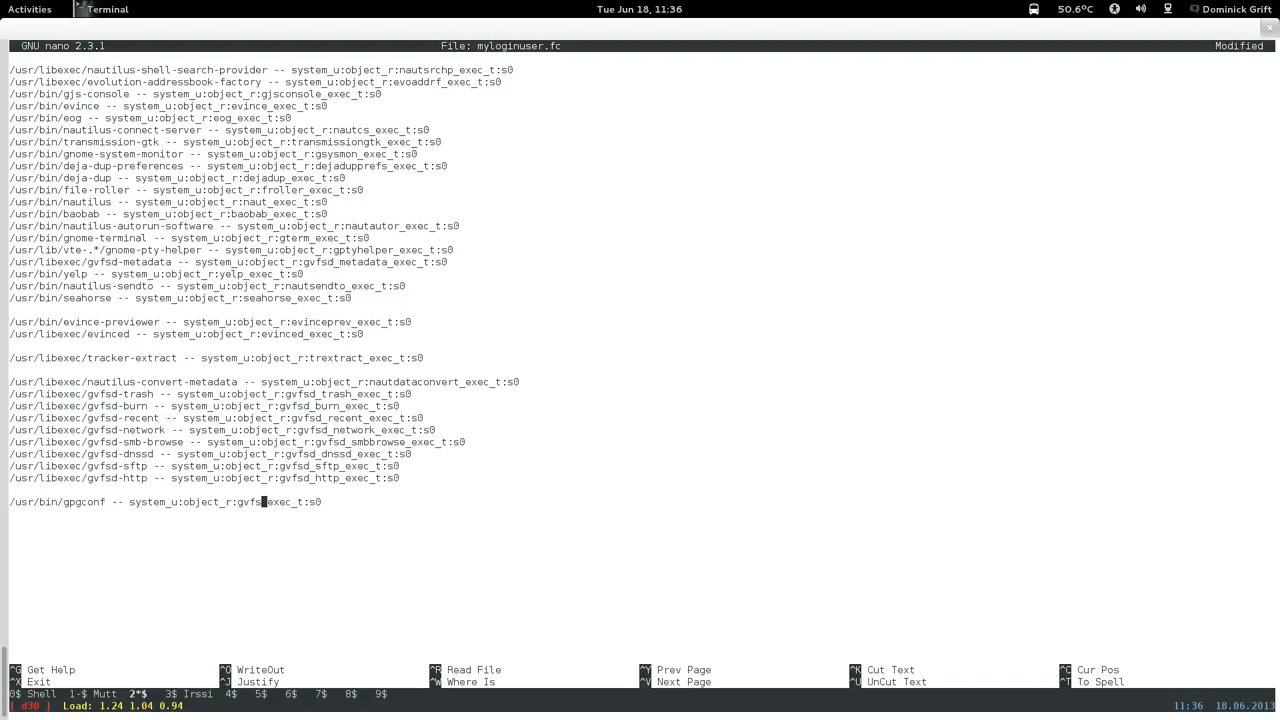 Activities Terminal Tue Jun 18, 11:36 50.6°C Dominick Grift
GNU nano 2.3.1 File: myloginuser.fc Modified
/usr/libexec/nautilus-shell-search-provider -- system_u:object_r:nautsrchp_exec_t:s0
/usr/libexec/evolution-addressbook-factory -- system_u:object_r:evoaddrf_exec_t:s0
/usr/bin/gjs-console -- system_u:object_r:gjsconsole_exec_t:s0
/usr/bin/evince -- system_u:object_r:evince_exec_t:s0
/usr/bin/eog -- system_u:object_r:eog_exec_t:s0
/usr/bin/nautilus-connect-server -- system_u:object_r:nautcs_exec_t:s0
/usr/bin/transmission-gtk -- system_u:object_r:transmissiongtk_exec_t:s0
/usr/bin/gnome-system-monitor -- system_u:object_r:gsysmon_exec_t:s0
/usr/bin/deja-dup-preferences -- system_u:object_r:dejadupprefs_exec_t:s0
/usr/bin/deja-dup -- system_u:object_r:dejadup_exec_t:s0
/usr/bin/file-roller -- system_u:object_r:froller_exec_t:s0
/usr/bin/nautilus -- system_u:object_r:naut_exec_t:s0
/usr/bin/baobab -- system_u:object_r:baobab_exec_t:s0
/usr/bin/nautilus-autorun-software -- system_u:object_r:nautautor_exec_t:s0
/usr/bin/gnome-terminal -- system_u:object_r:gterm_exec_t:s0
/usr/lib/vte-.*/gnome-pty-helper -- system_u:object_r:gptyhelper_exec_t:s0
/usr/libexec/gvfsd-metadata -- system_u:object_r:gvfsd_metadata_exec_t:s0
/usr/bin/yelp -- system_u:object_r:yelp_exec_t:s0
/usr/bin/nautilus-sendto -- system_u:object_r:nautsendto_exec_t:s0
/usr/bin/seahorse -- system_u:object_r:seahorse_exec_t:s0
/usr/bin/evince-previewer -- system_u:object_r:evinceprev_exec_t:s0
/usr/libexec/evinced -- system_u:object_r:evinced_exec_t:s0
/usr/libexec/tracker-extract -- system_u:object_r:trextract_exec_t:s0
/usr/libexec/nautilus-convert-metadata -- system_u:object_r:nautdataconvert_exec_t:s0
/usr/libexec/gvfsd-trash -- system_u:object_r:gvfsd_trash_exec_t:s0
/usr/libexec/gvfsd-burn -- system_u:object_r:gvfsd_burn_exec_t:s0
/usr/libexec/gvfsd-recent -- system_u:object_r:gvfsd_recent_exec_t:s0
/usr/libexec/gvfsd-network -- system_u:object_r:gvfsd_network_exec_t:s0
/usr/libexec/gvfsd-smb-browse -- system_u:object_r:gvfsd_smbbrowse_exec_t:s0
/usr/libexec/gvfsd-dnssd -- system_u:object_r:gvfsd_dnssd_exec_t:s0
/usr/libexec/gvfsd-sftp -- system_u:object_r:gvfsd_sftp_exec_t:s0
/usr/libexec/gvfsd-http -- system_u:object_r:gvfsd_http_exec_t:s0
/usr/bin/gpgconf -- system_u:object_r:gvfs_exec_t:s0
^G Get Help ^O WriteOut ^R Read File ^Y Prev Page ^K Cut Text ^C Cur Pos
^X Exit ^J Justify ^W Where Is ^V Next Page ^U UnCut Text ^T To Spell
0$ Shell 1-$ Mutt 2*$ 3$ Irssi 4$ 5$ 6$ 7$ 8$ 9$
[ d30 ] Load: 1.24 1.04 0.94 11:36 18.06.2013